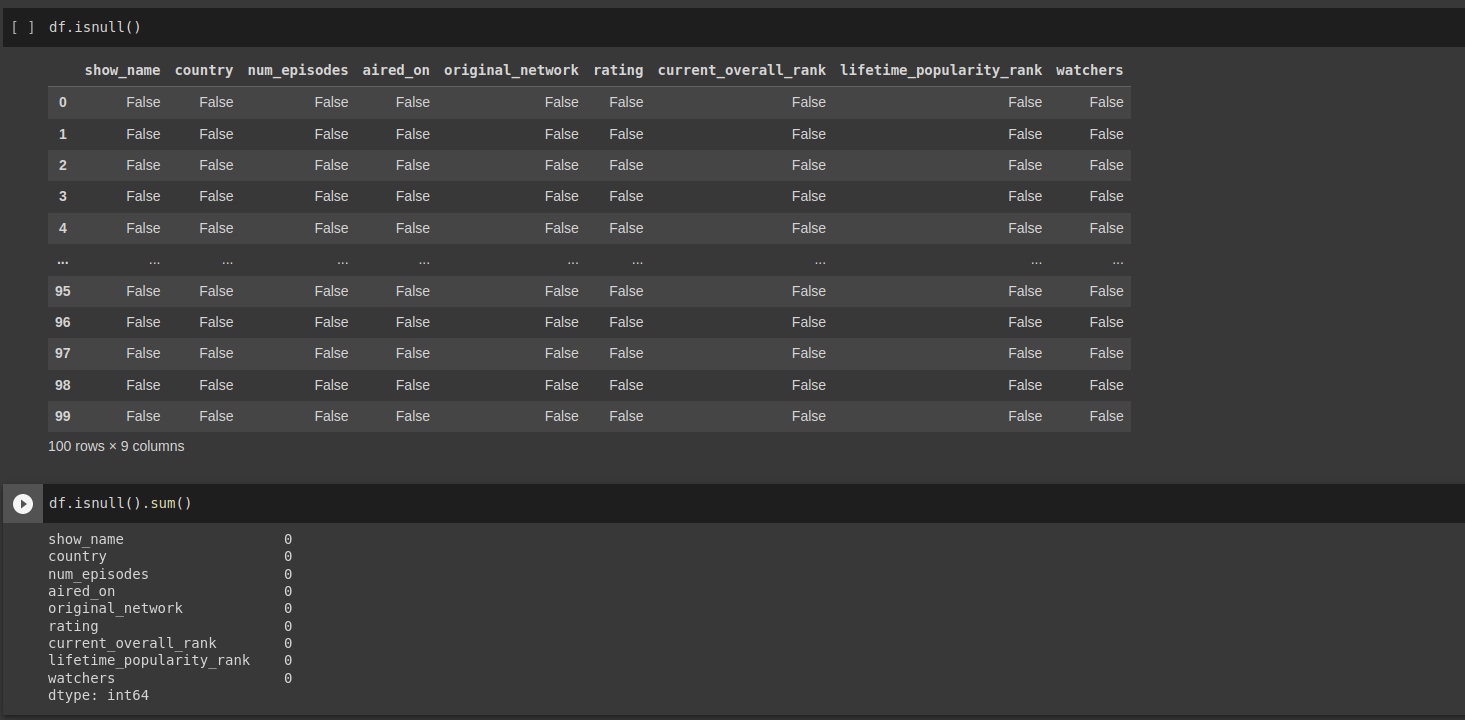 [ ] df.isnull()
show_name country num_episodes aired_on original_network rating current_overall_rank lifetime_popularity_rank watchers
0 False False False False False False False False False
1 False False False False False False False False False
2 False False False False False False False False False
3 False False False False False False False False False
4 False False False False False False False False False
... ... ... ... ... ... ... ... ... ...
95 False False False False False False False False False
96 False False False False False False False False False
97 False False False False False False False False False
98 False False False False False False False False False
99 False False False False False False False False False
100 rows × 9 columns
df.isnull().sum()
show_name 0
country 0
num_episodes 0
aired_on 0
original_network 0
rating 0
current_overall_rank 0
lifetime_popularity_rank 0
watchers 0
dtype: int64